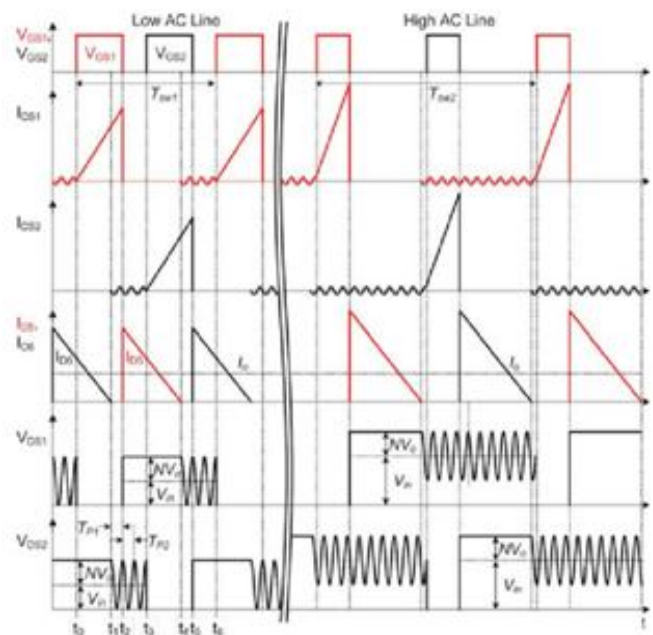 Low AC Line
High AC Line
VGS1,
VGS2
VGS1
VGS2
Tsw1
Tsw2
IDS1
IDS2
ID5,
ID6
ID6
ID5
Io
Io
VDS1
NVo
Vin
NVo
Vin
TP1
TP2
VDS2
NVo
Vin
NVo
Vin
t0 t1 t2 t3 t4 t5 t6 t